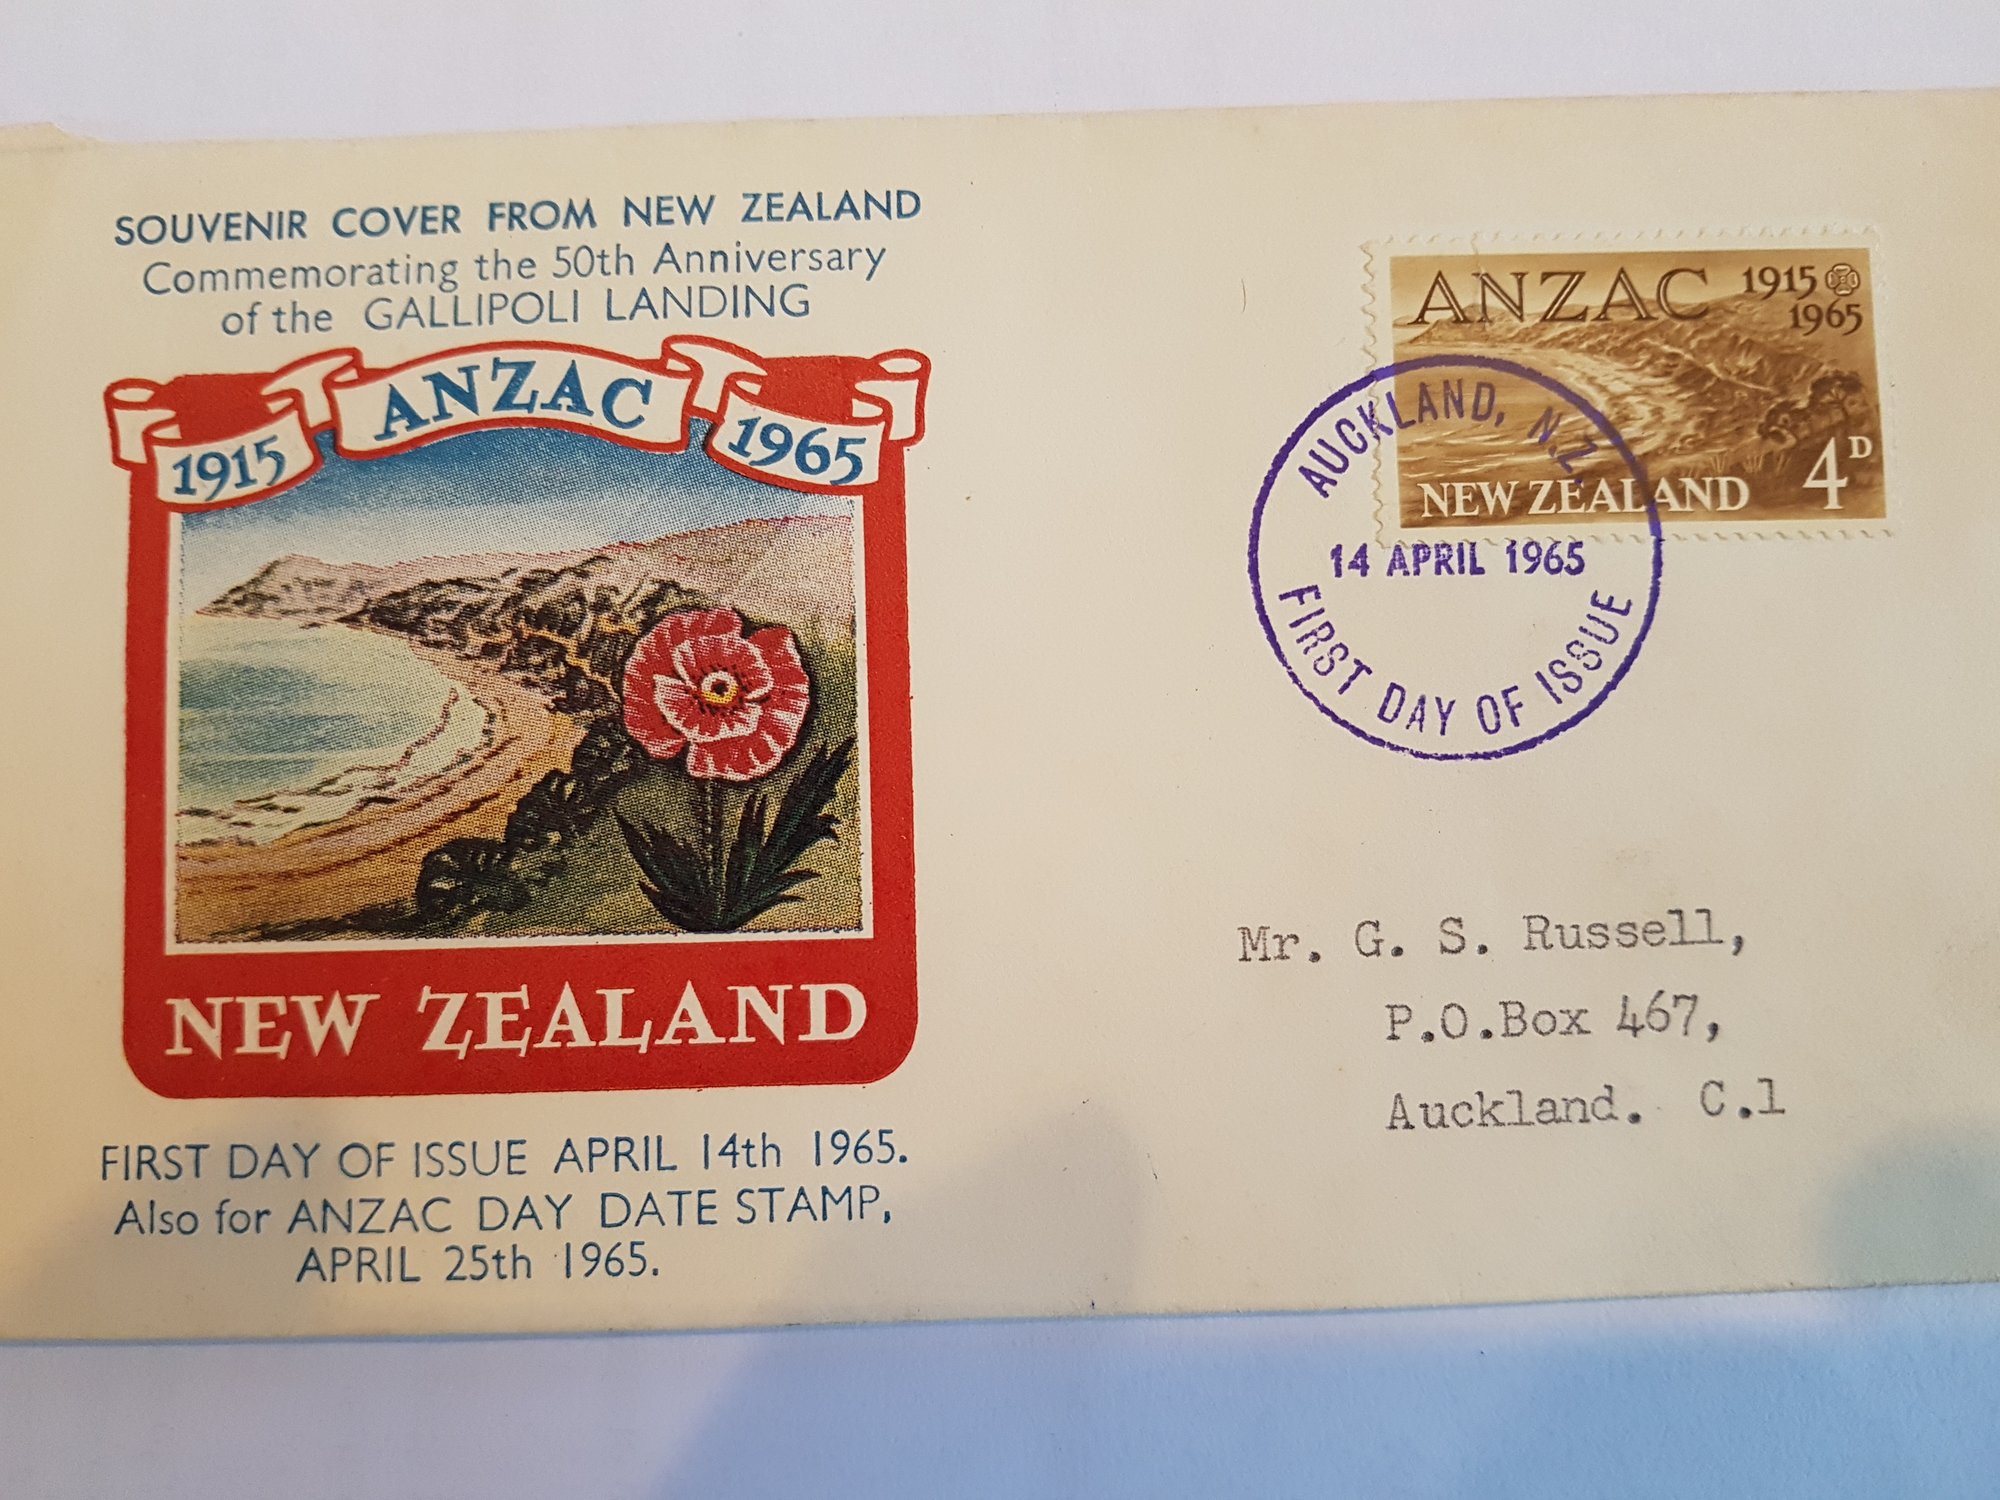 SOUVENIR COVER FROM NEW ZEALAND
Commemorating the 50th Anniversary
of the GALLIPOLI LANDING
1915 ANZAC 1965
NEW ZEALAND
FIRST DAY OF ISSUE APRIL 14th 1965.
Also for ANZAC DAY DATE STAMP,
APRIL 25th 1965.
ANZAC 1915
1965
NEW ZEALAND 4D
AUCKLAND, N.Z.
14 APRIL 1965
FIRST DAY OF ISSUE
Mr. G. S. Russell,
P.O.Box 467,
Auckland. C.1